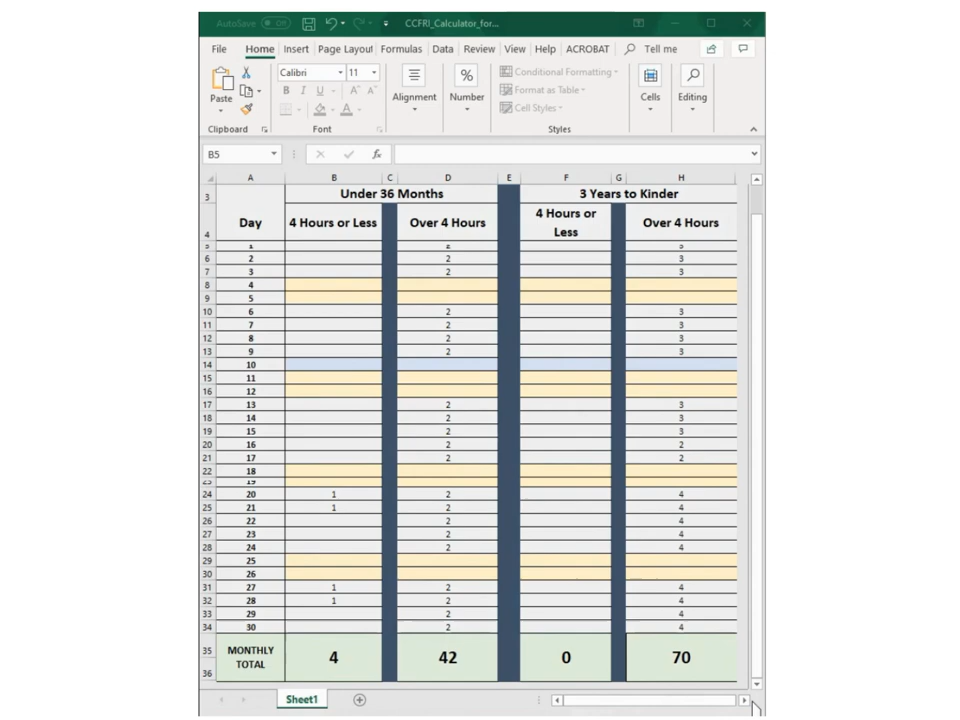 AutoSave Off CCFRI_Calculator_for...
File Home Insert Page Layout Formulas Data Review View Help ACROBAT Tell me
Calibri 11
Conditional Formatting
B I U A A
Format as Table
Paste Alignment Number Cells Editing
A Cell Styles
Clipboard Font Styles
B5 fx
A B C D E F G H
3 Under 36 Months 3 Years to Kinder
4 Day 4 Hours or Less Over 4 Hours 4 Hours or Less Over 4 Hours
6 2 2 3
7 3 2 3
8 4
9 5
10 6 2 3
11 7 2 3
12 8 2 3
13 9 2 3
14 10
15 11
16 12
17 13 2 3
18 14 2 3
19 15 2 3
20 16 2 2
21 17 2 2
22 18
24 20 1 2 4
25 21 1 2 4
26 22 2 4
27 23 2 4
28 24 2 4
29 25
30 26
31 27 1 2 4
32 28 1 2 4
33 29 2 4
34 30 2 4
35 MONTHLY TOTAL 4 42 0 70
36
Sheet1